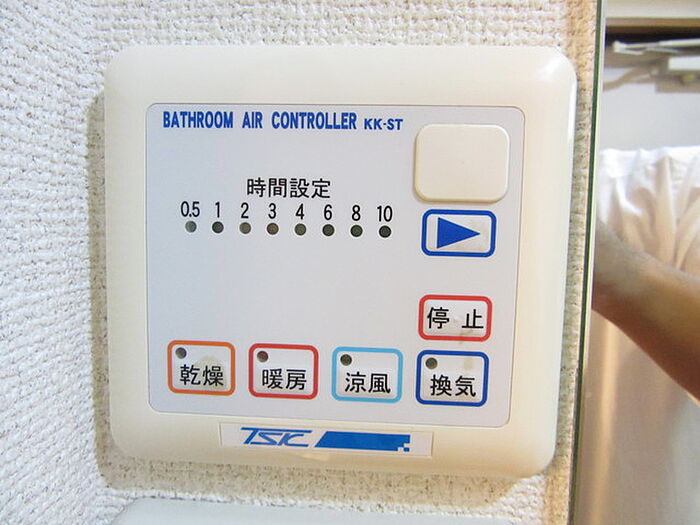 BATHROOM AIR CONTROLLER KK-ST
時間設定
0.5 1 2 3 4 6 8 10
停止
乾燥 暖房 涼風 換気
TSK